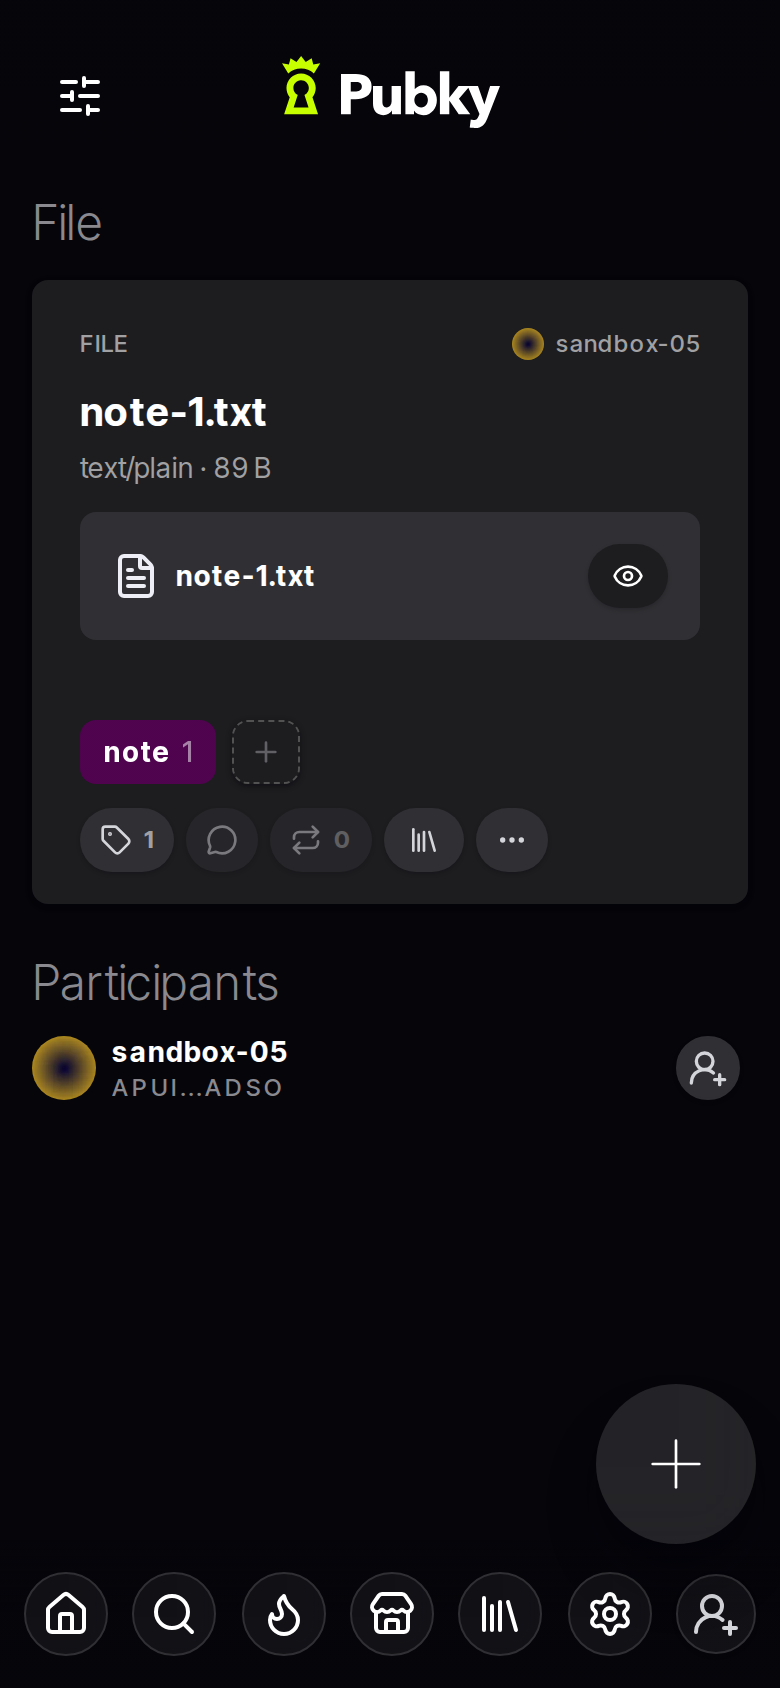 Pubky
File
FILE
sandbox-05
note-1.txt
text/plain · 89 B
note-1.txt
note 1
1
0
Participants
sandbox-05
APUI...ADSO